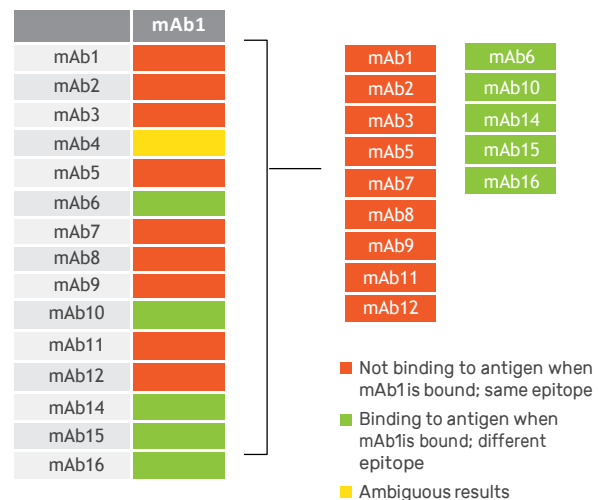 mAb1
mAb1
mAb2
mAb3
mAb4
mAb5
mAb6
mAb7
mAb8
mAb9
mAb10
mAb11
mAb12
mAb14
mAb15
mAb16
mAb1
mAb2
mAb3
mAb5
mAb7
mAb8
mAb9
mAb11
mAb12
mAb6
mAb10
mAb14
mAb15
mAb16
Not binding to antigen when
mAb1 is bound; same epitope
Binding to antigen when
mAb1is bound; different
epitope
Ambiguous results